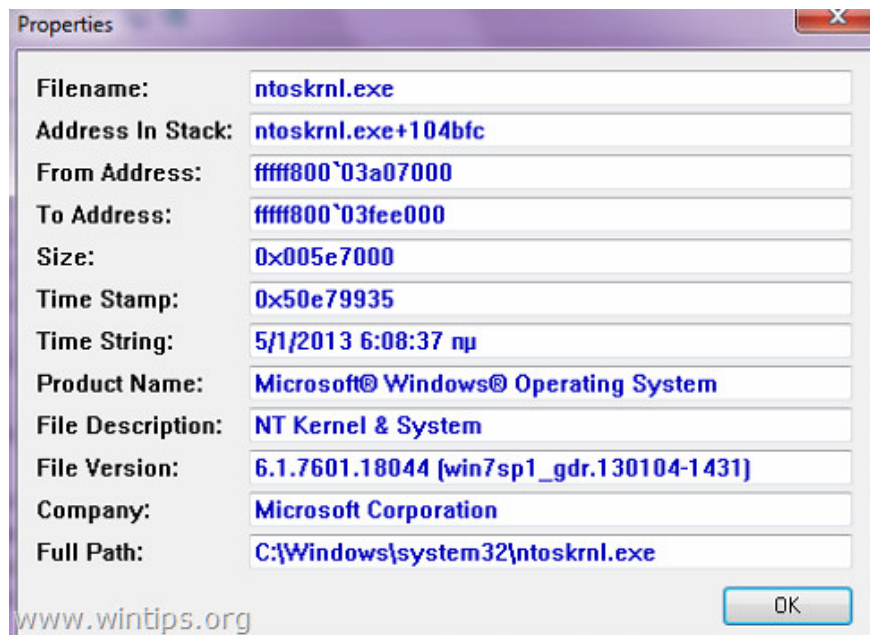 Properties
Filename: ntoskrnl.exe
Address In Stack: ntoskrnl.exe+104bfc
From Address: fffff800`03a07000
To Address: fffff800`03fee000
Size: 0x005e7000
Time Stamp: 0x50e79935
Time String: 5/1/2013 6:08:37 πμ
Product Name: Microsoft® Windows® Operating System
File Description: NT Kernel & System
File Version: 6.1.7601.18044 (win7sp1_gdr.130104-1431)
Company: Microsoft Corporation
Full Path: C:\Windows\system32\ntoskrnl.exe
OK
www.wintips.org